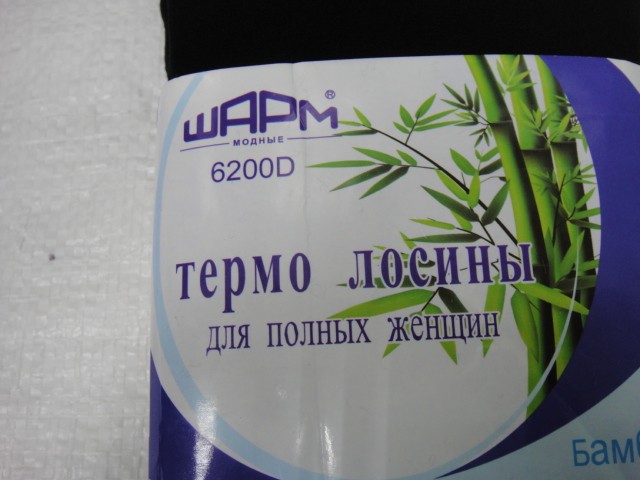 ШАРМ®
МОДНЫЕ
6200D
термо лосины
для полных женщин